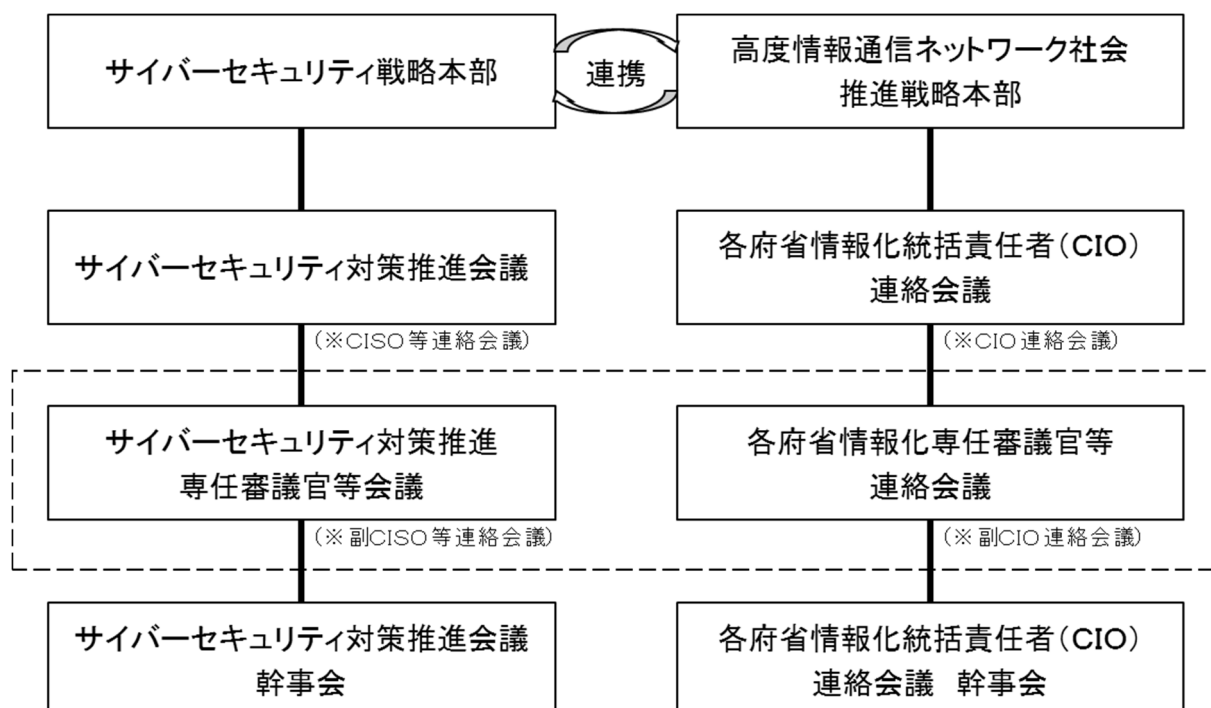 サイバーセキュリティ戦略本部
連携
高度情報通信ネットワーク社会
推進戦略本部
サイバーセキュリティ対策推進会議
(※CISO等連絡会議)
各府省情報化統括責任者(CIO)
連絡会議
(※CIO連絡会議)
サイバーセキュリティ対策推進
専任審議官等会議
(※副CISO等連絡会議)
各府省情報化専任審議官等
連絡会議
(※副CIO連絡会議)
サイバーセキュリティ対策推進会議
幹事会
各府省情報化統括責任者(CIO)
連絡会議 幹事会